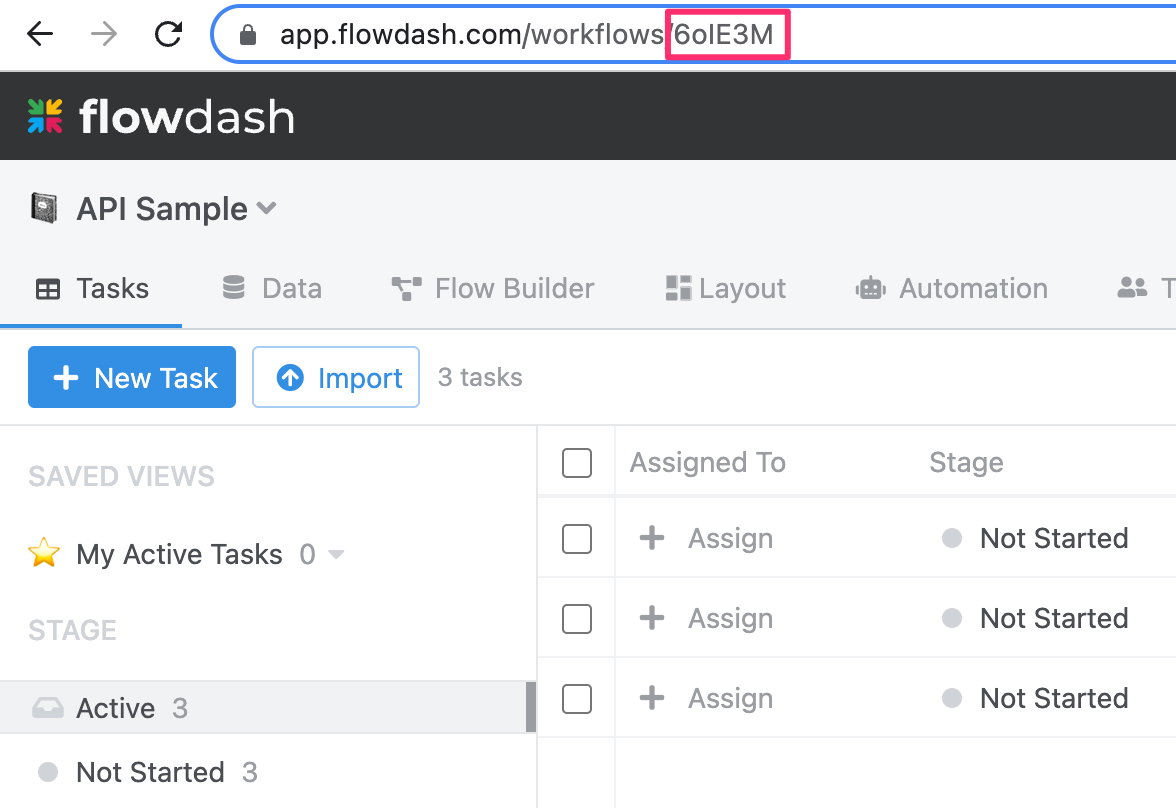 app.flowdash.com/workflows/6oIE3M
flowdash
API Sample
Tasks Data Flow Builder Layout Automation T
New Task Import 3 tasks
SAVED VIEWS
Assigned To Stage
Assign Not Started
My Active Tasks 0
Assign Not Started
STAGE
Assign Not Started
Active 3
Not Started 3